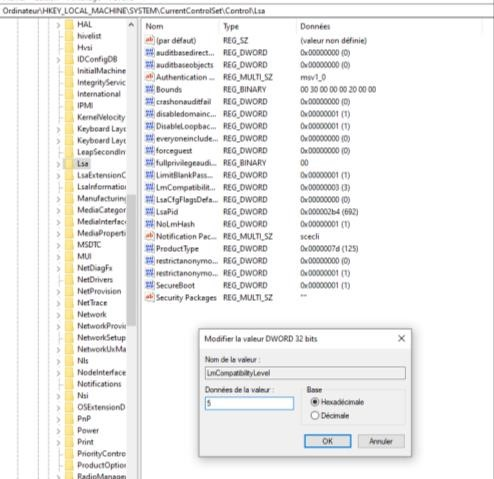 Ordinateur\HKEY_LOCAL_MACHINE\SYSTEM\CurrentControlSet\Control\Lsa
HAL
hivelist
Hvsi
IDConfigDB
InitialMachine
IntegrityServic
International
IPMI
KernelVelocity
Keyboard Layo
Keyboard Layo
LeapSecondIn
Lsa
LsaExtensionC
LsaInformatio
Manufacturin
MediaCategor
MediaInterfac
MediaProperti
MSDTC
MUI
NetDiagFx
NetDrivers
NetProvision
NetTrace
Network
NetworkProvi
NetworkSetup
NetworkUxMa
Nls
NodeInterface
Notifications
Nsi
OSExtensionD
PnP
Power
Print
PriorityContro
ProductOption
RadioManager
Nom Type Données
(par défaut) REG_SZ (valeur non définie)
auditbasedirect... REG_DWORD 0x00000000 (0)
auditbaseobjects REG_DWORD 0x00000000 (0)
Authentication ... REG_MULTI_SZ msv1_0
Bounds REG_BINARY 00 30 00 00 00 20 00 00
crashonauditfail REG_DWORD 0x00000000 (0)
disabledomainc... REG_DWORD 0x00000001 (1)
DisableLoopbac... REG_DWORD 0x00000001 (1)
everyoneinclude... REG_DWORD 0x00000000 (0)
forceguest REG_DWORD 0x00000000 (0)
fullprivilegeaudi... REG_BINARY 00
LimitBlankPass... REG_DWORD 0x00000001 (1)
LmCompatibilit... REG_DWORD 0x00000003 (3)
LsaCfgFlagsDefa... REG_DWORD 0x00000000 (0)
LsaPid REG_DWORD 0x000002b4 (692)
NoLmHash REG_DWORD 0x00000001 (1)
Notification Pac... REG_MULTI_SZ scecli
ProductType REG_DWORD 0x0000007d (125)
restrictanonymo... REG_DWORD 0x00000000 (0)
restrictanonymo... REG_DWORD 0x00000001 (1)
SecureBoot REG_DWORD 0x00000001 (1)
Security Packages REG_MULTI_SZ ""
Modifier la valeur DWORD 32 bits
Nom de la valeur :
LmCompatibilityLevel
Données de la valeur :
5
Base
Hexadécimale
Décimale
OK
Annuler